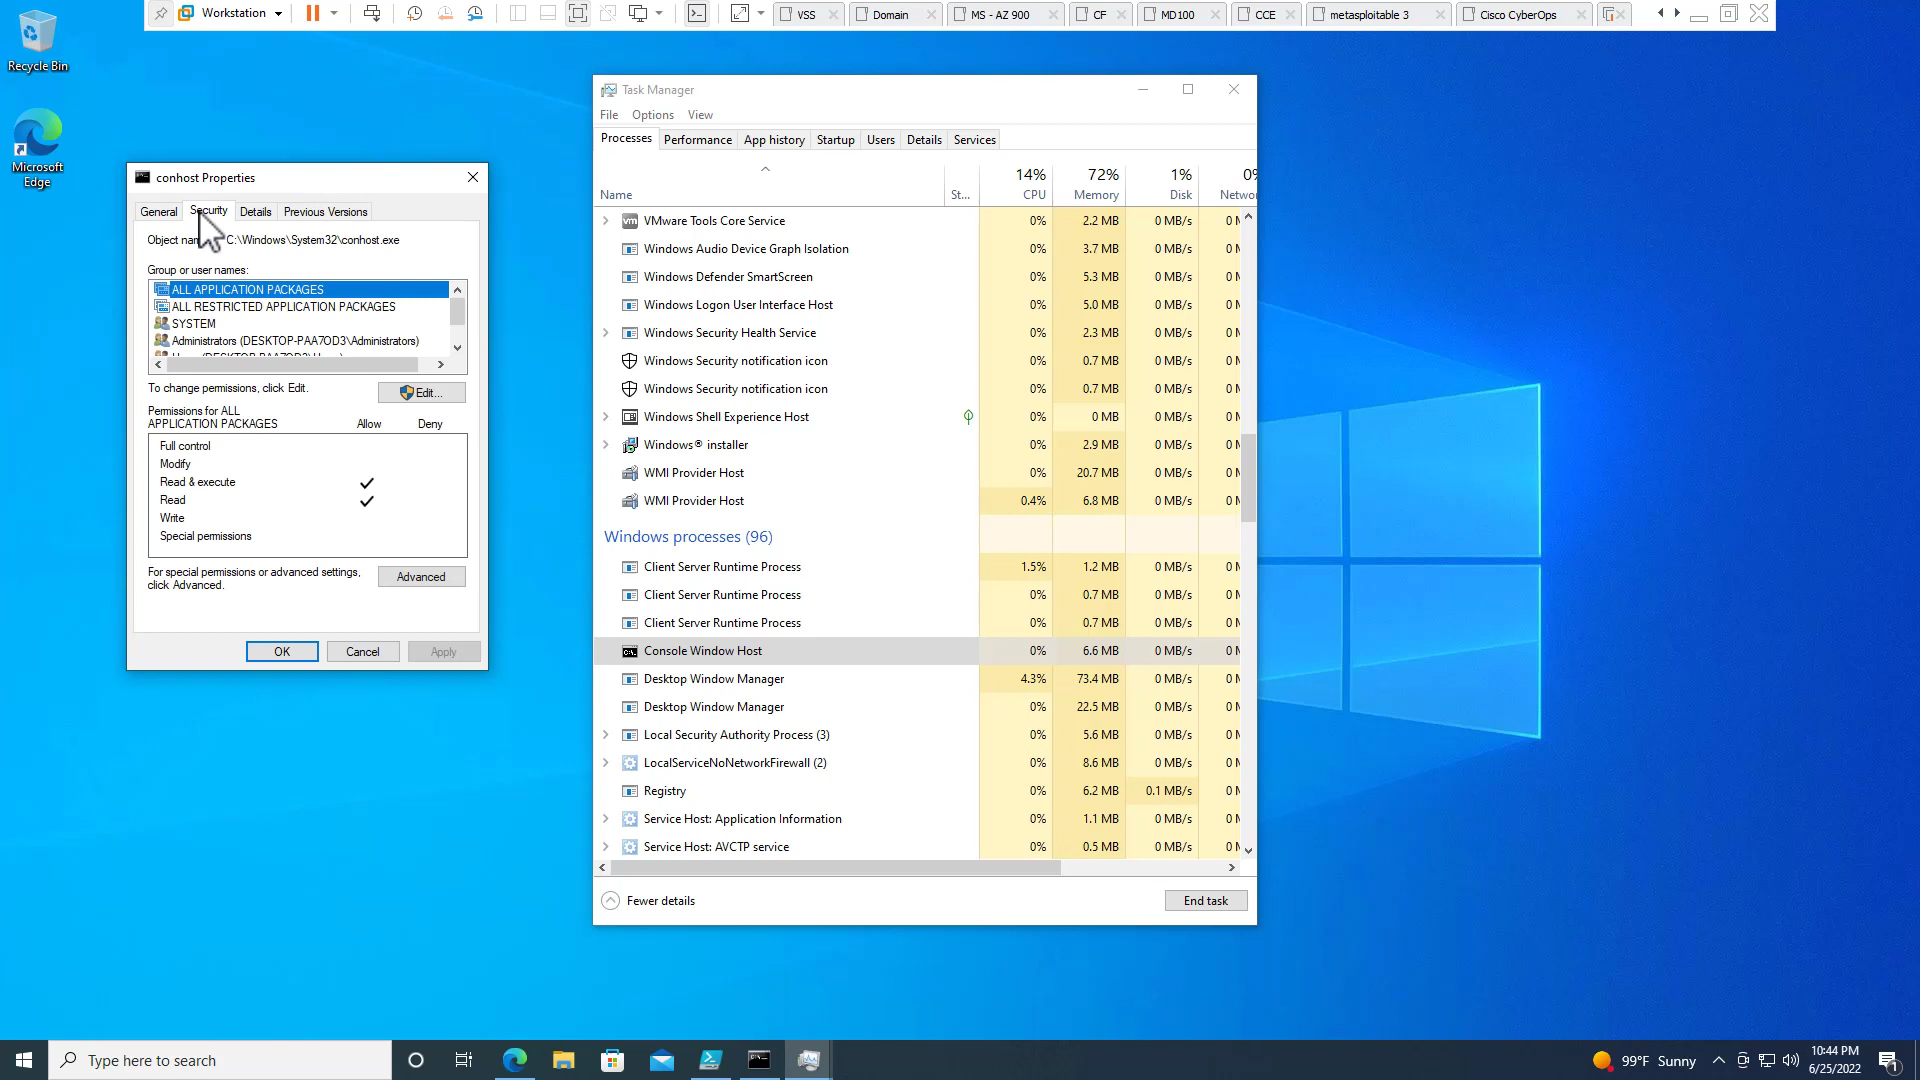 Workstation
VSS
Domain
MS - AZ 900
CF
MD100
CCE
metasploitable 3
Cisco CyberOps
Recycle Bin
Microsoft
Edge
conhost Properties
General
Security
Details
Previous Versions
C:\Windows\System32\conhost.exe
Group or user names:
ALL APPLICATION PACKAGES
ALL RESTRICTED APPLICATION PACKAGES
SYSTEM
Administrators (DESKTOP-PAA7OD3\Administrators)
To change permissions, click Edit.
Edit...
Permissions for ALL
APPLICATION PACKAGES
Allow
Deny
Full control
Modify
Read & execute
Read
Write
Special permissions
For special permissions or advanced settings,
click Advanced.
Advanced
OK
Cancel
Apply
Task Manager
File Options View
Processes Performance App history Startup Users Details Services
14% 72% 1% 0%
Name St... CPU Memory Disk
VMware Tools Core Service 0% 2.2 MB 0 MB/s
Windows Audio Device Graph Isolation 0% 3.7 MB 0 MB/s
Windows Defender SmartScreen 0% 5.3 MB 0 MB/s
Windows Logon User Interface Host 0% 5.0 MB 0 MB/s
Windows Security Health Service 0% 2.3 MB 0 MB/s
Windows Security notification icon 0% 0.7 MB 0 MB/s
Windows Security notification icon 0% 0.7 MB 0 MB/s
Windows Shell Experience Host 0% 0 MB 0 MB/s
Windows® installer 0% 2.9 MB 0 MB/s
WMI Provider Host 0% 20.7 MB 0 MB/s
WMI Provider Host 0.4% 6.8 MB 0 MB/s
Windows processes (96)
Client Server Runtime Process 1.5% 1.2 MB 0 MB/s
Client Server Runtime Process 0% 0.7 MB 0 MB/s
Client Server Runtime Process 0% 0.7 MB 0 MB/s
Console Window Host 0% 6.6 MB 0 MB/s
Desktop Window Manager 4.3% 73.4 MB 0 MB/s
Desktop Window Manager 0% 22.5 MB 0 MB/s
Local Security Authority Process (3) 0% 5.6 MB 0 MB/s
LocalServiceNoNetworkFirewall (2) 0% 8.6 MB 0 MB/s
Registry 0% 6.2 MB 0.1 MB/s
Service Host: Application Information 0% 1.1 MB 0 MB/s
Service Host: AVCTP service 0% 0.5 MB 0 MB/s
Fewer details
End task
Type here to search
99°F Sunny
10:44 PM
6/25/2022
1